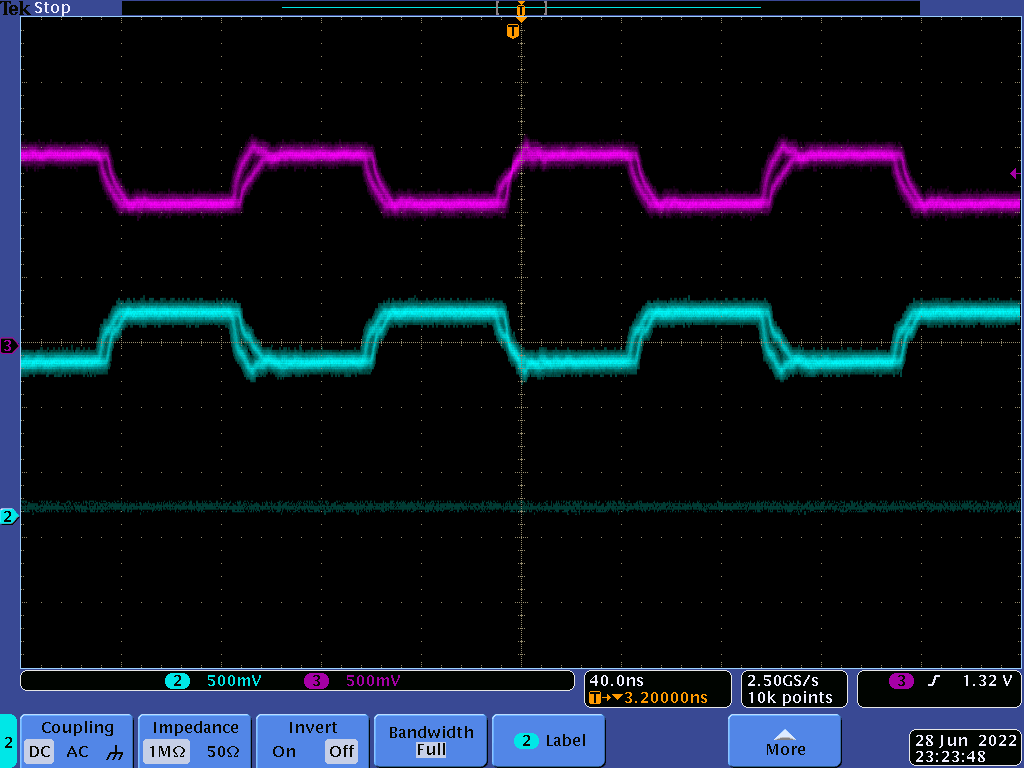 Tek Stop
T
T
3
2
2 500mV 3 500mV
40.0ns
T→▼3.20000ns
2.50GS/s
10k points
3 1.32 V
2
Coupling
DC AC
Impedance
1MΩ 50Ω
Invert
On Off
Bandwidth
Full
2 Label
More
28 Jun 2022
23:23:48